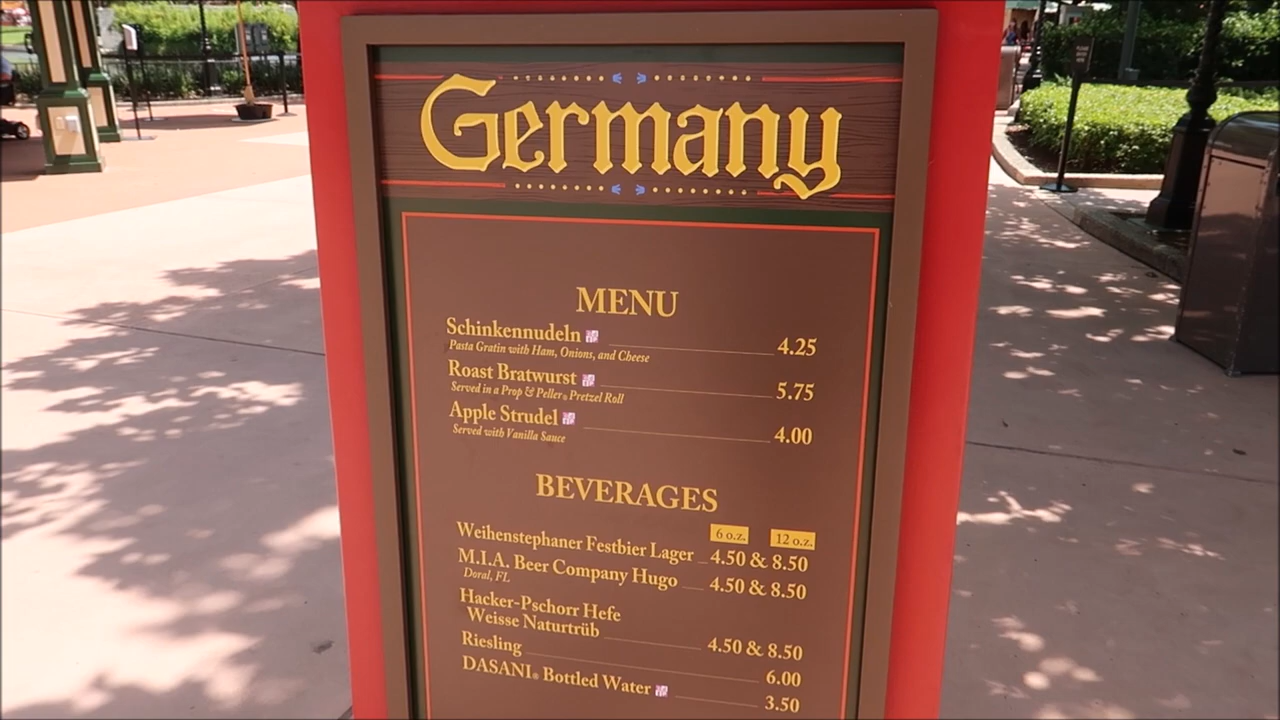 Germany
MENU
Schinkennudeln 4.25
Pasta Gratin with Ham, Onions, and Cheese
Roast Bratwurst 5.75
Served in a Prop & Peller® Pretzel Roll
Apple Strudel 4.00
Served with Vanilla Sauce
BEVERAGES
6 o.z. 12 o.z.
Weihenstephaner Festbier Lager 4.50 & 8.50
M.I.A. Beer Company Hugo 4.50 & 8.50
Doral, FL
Hacker-Pschorr Hefe
Weisse Naturtrüb 4.50 & 8.50
Riesling 6.00
DASANI® Bottled Water 3.50